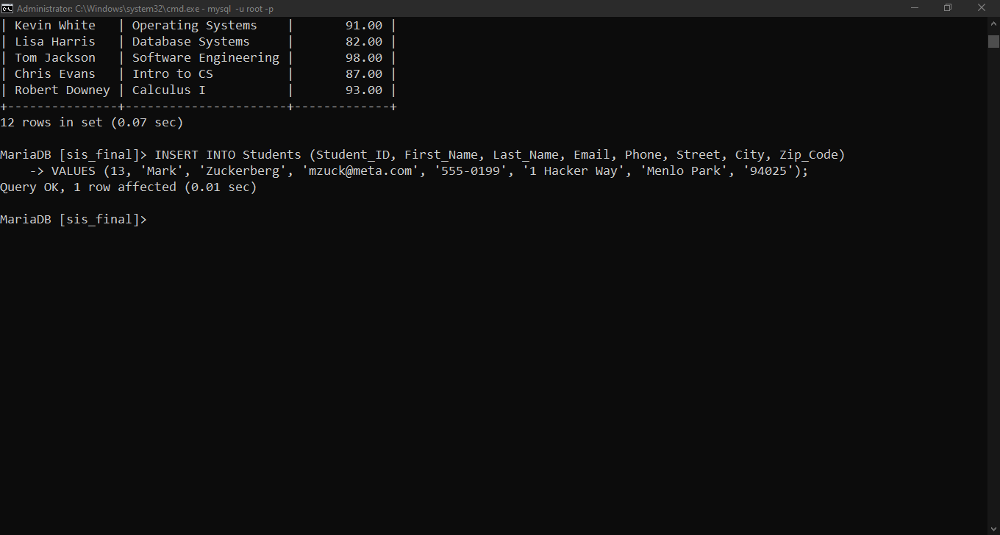 Administrator: C:\Windows\system32\cmd.exe - mysql  -u root -p
| Kevin White   | Operating Systems    |       91.00 |
| Lisa Harris   | Database Systems     |       82.00 |
| Tom Jackson   | Software Engineering |       98.00 |
| Chris Evans   | Intro to CS          |       87.00 |
| Robert Downey | Calculus I           |       93.00 |
+---------------+----------------------+-------------+
12 rows in set (0.07 sec)
MariaDB [sis_final]> INSERT INTO Students (Student_ID, First_Name, Last_Name, Email, Phone, Street, City, Zip_Code)
    -> VALUES (13, 'Mark', 'Zuckerberg', 'mzuck@meta.com', '555-0199', '1 Hacker Way', 'Menlo Park', '94025');
Query OK, 1 row affected (0.01 sec)
MariaDB [sis_final]>